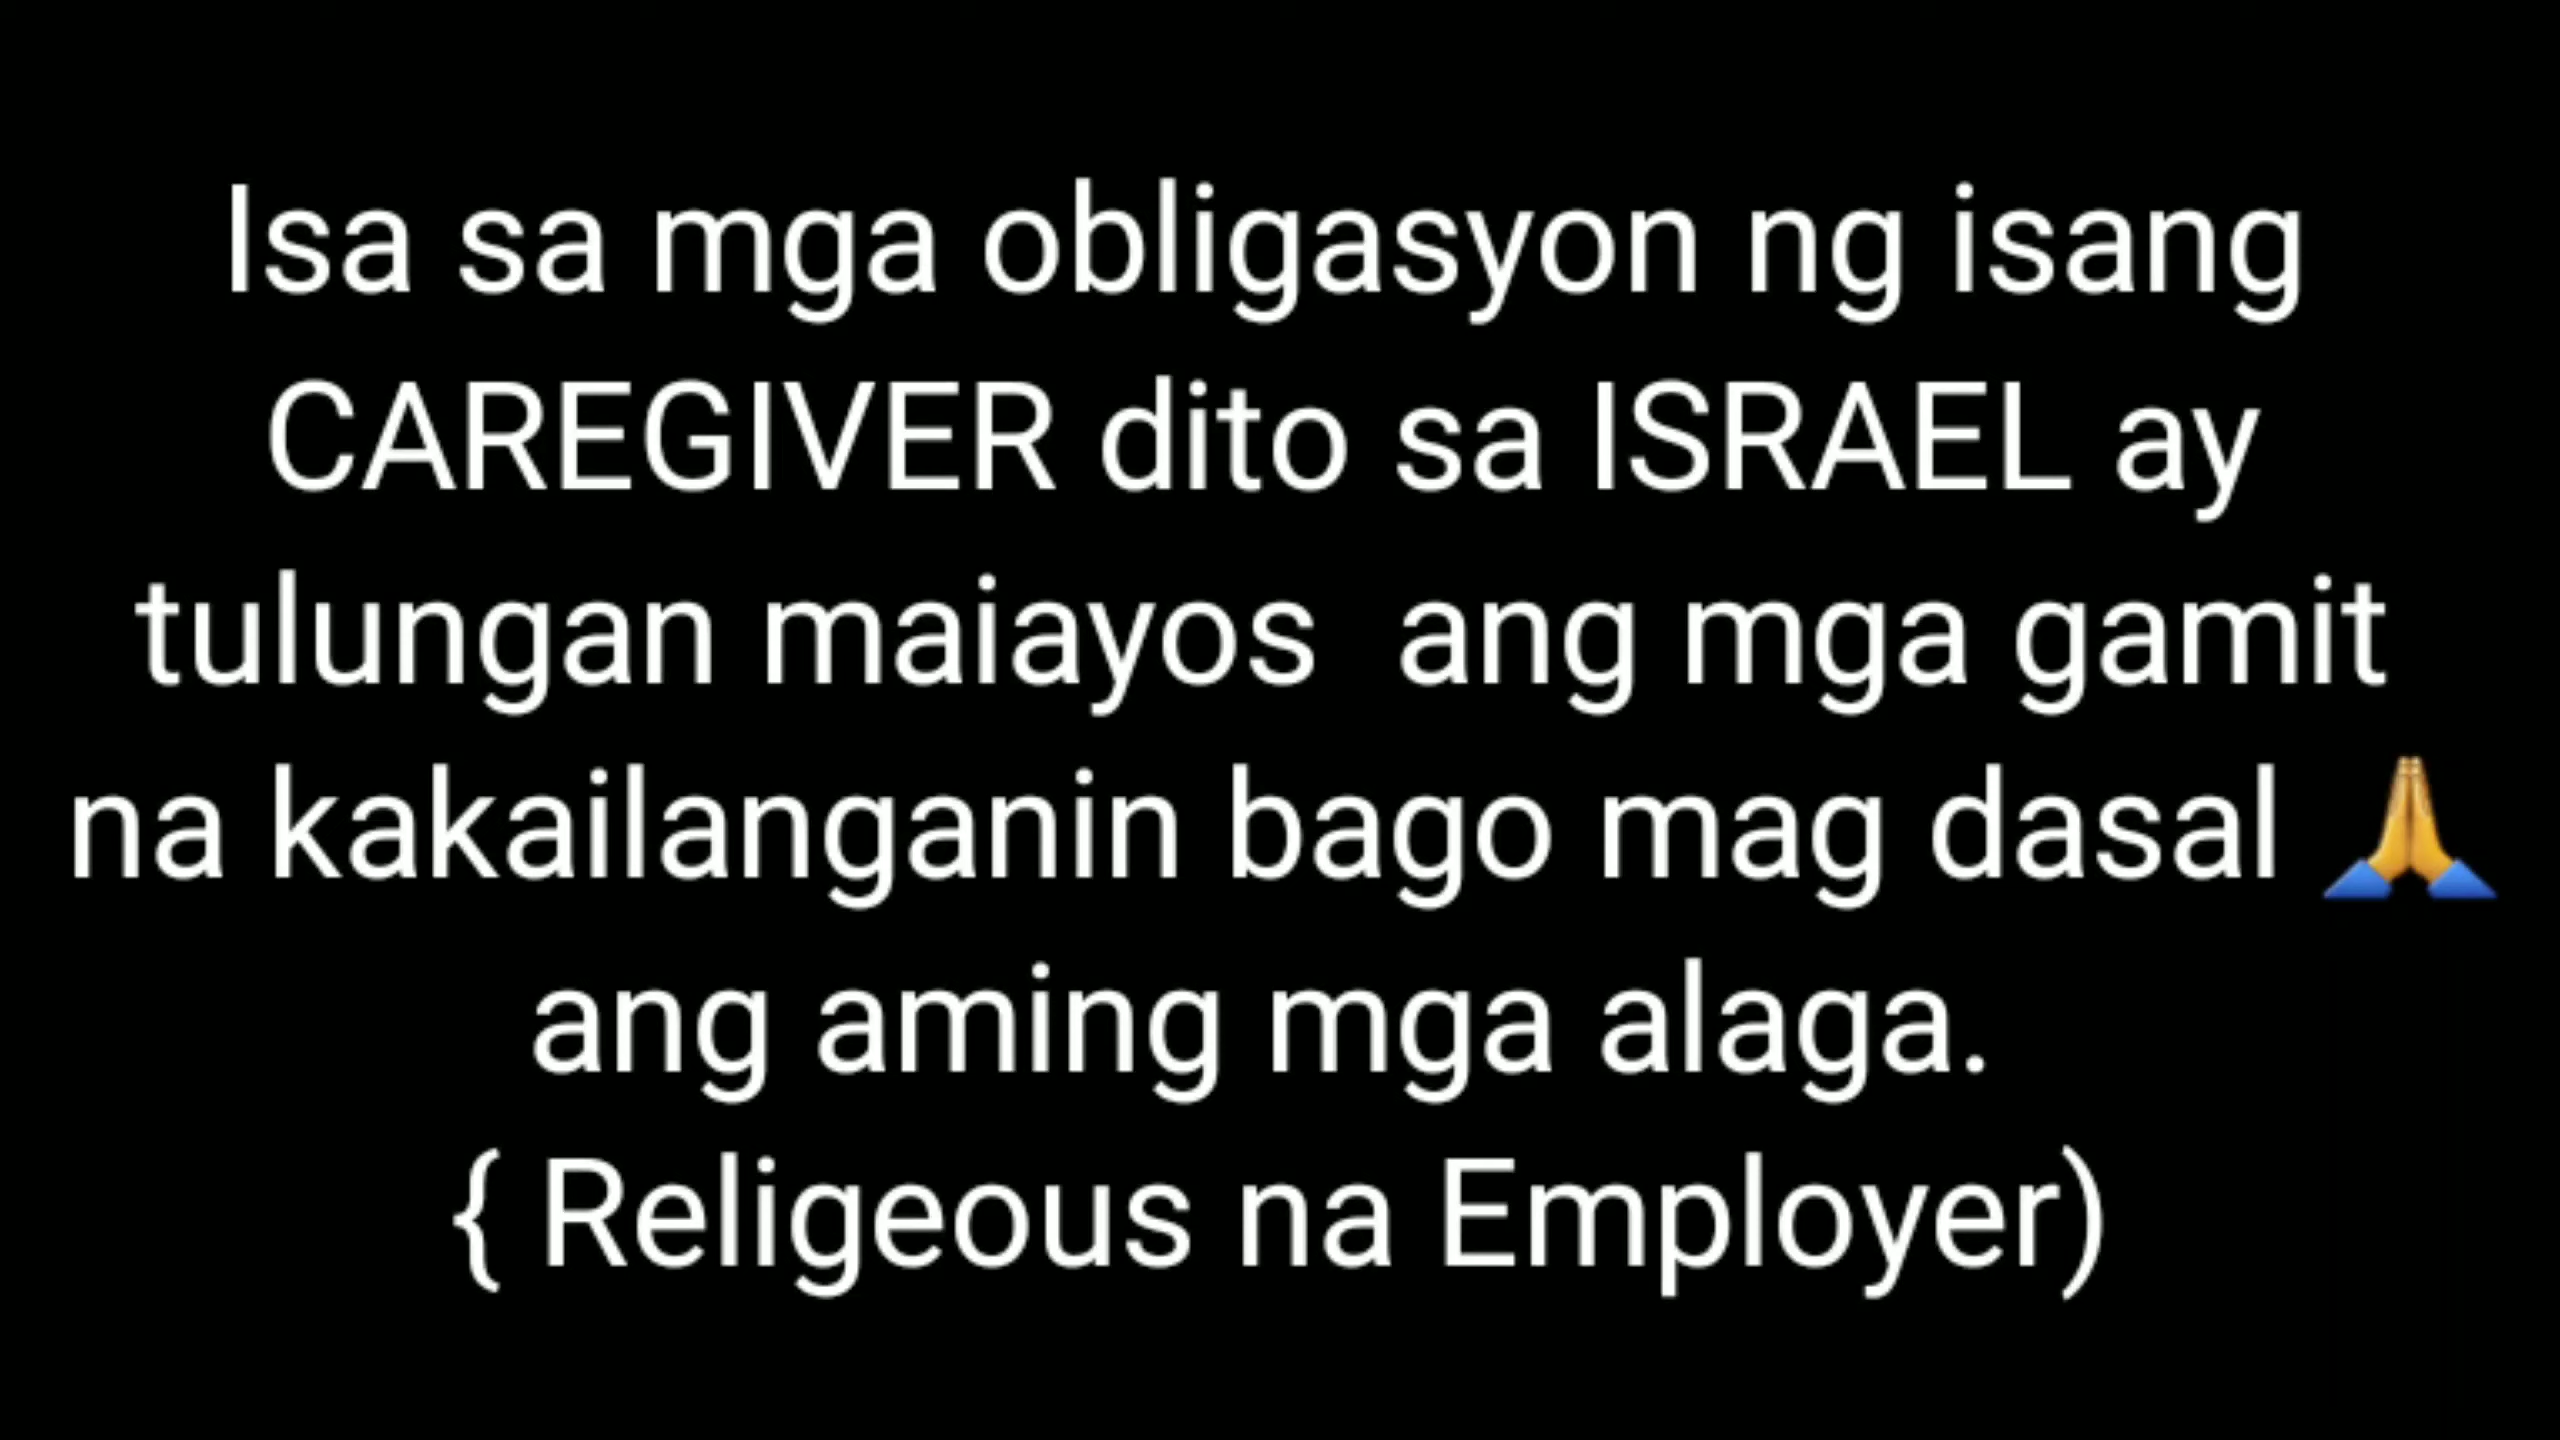 Isa sa mga obligasyon ng isang
CAREGIVER dito sa ISRAEL ay
tulungan maiayos  ang mga gamit
na kakailanganin bago mag dasal 🙏
ang aming mga alaga.
{ Religeous na Employer)